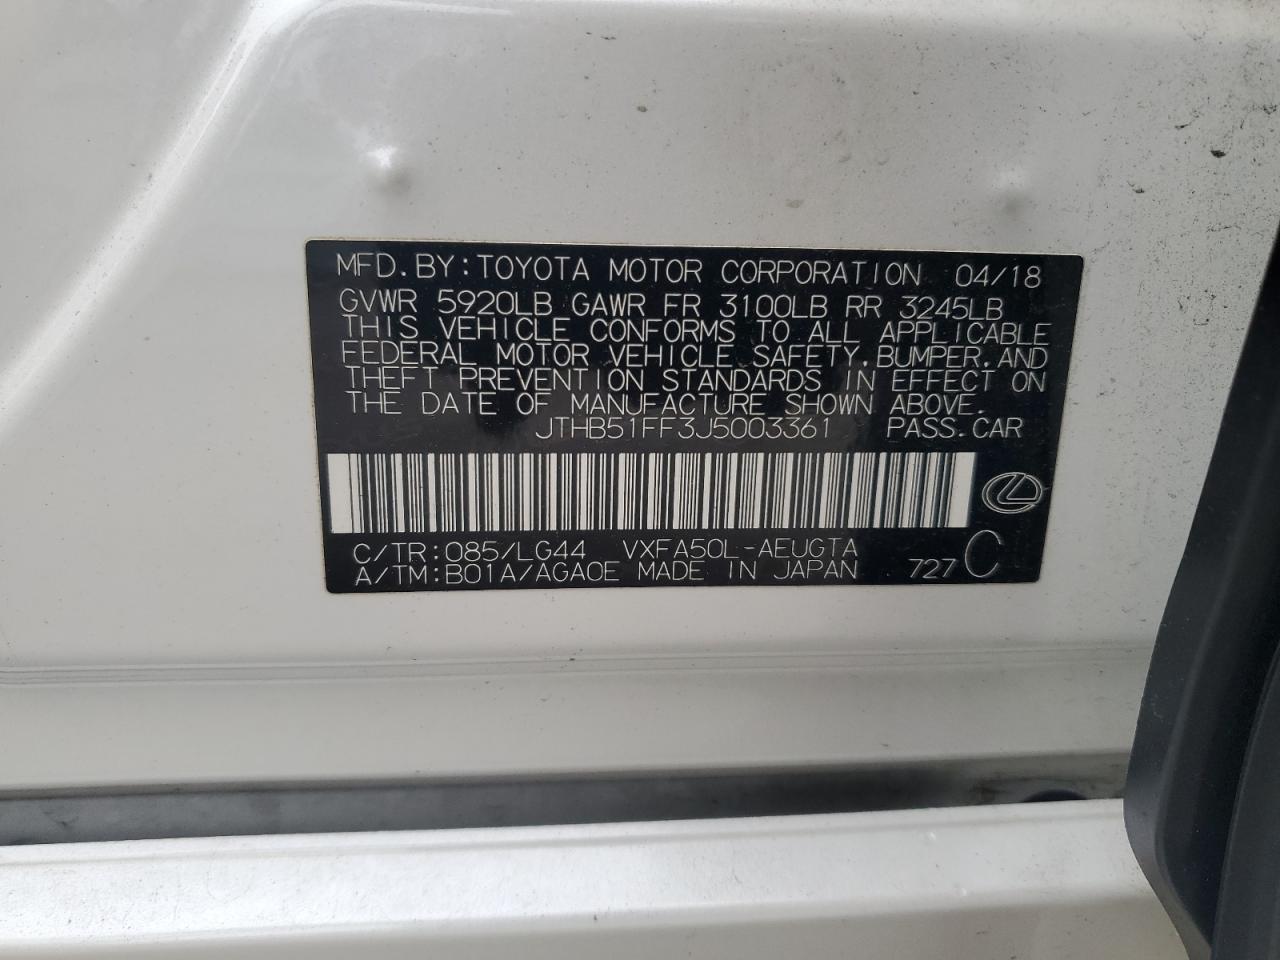 MFD.BY:TOYOTA MOTOR CORPORATION 04/18
GVWR 5920LB GAWR FR 3100LB RR 3245LB
THIS VEHICLE CONFORMS TO ALL APPLICABLE
FEDERAL MOTOR VEHICLE SAFETY,BUMPER,AND
THEFT PREVENTION STANDARDS IN EFFECT ON
THE DATE OF MANUFACTURE SHOWN ABOVE.
JTHB51FF3J5003361 PASS.CAR
C/TR:085/LG44 VXFA50L-AEUGTA
A/TM:B01A/AGA0E MADE IN JAPAN 727 C